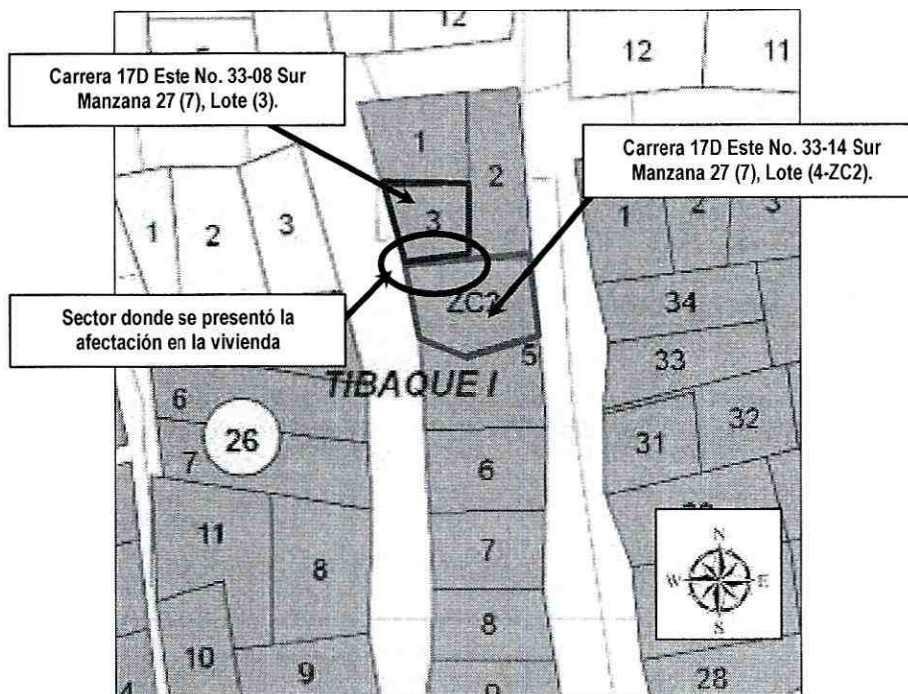 12
12
11
Carrera 17D Este No. 33-08 Sur
Manzana 27 (7), Lote (3).
Carrera 17D Este No. 33-14 Sur
Manzana 27 (7), Lote (4-ZC2).
1
2
3
1
2
3
1
2
3
Sector donde se presentó la
afectación en la vivienda
ZC2
34
33
5
TIBAQUE I
6
26
7
6
31
32
11
8
7
N
W E
S
8
10
9
28
4
9